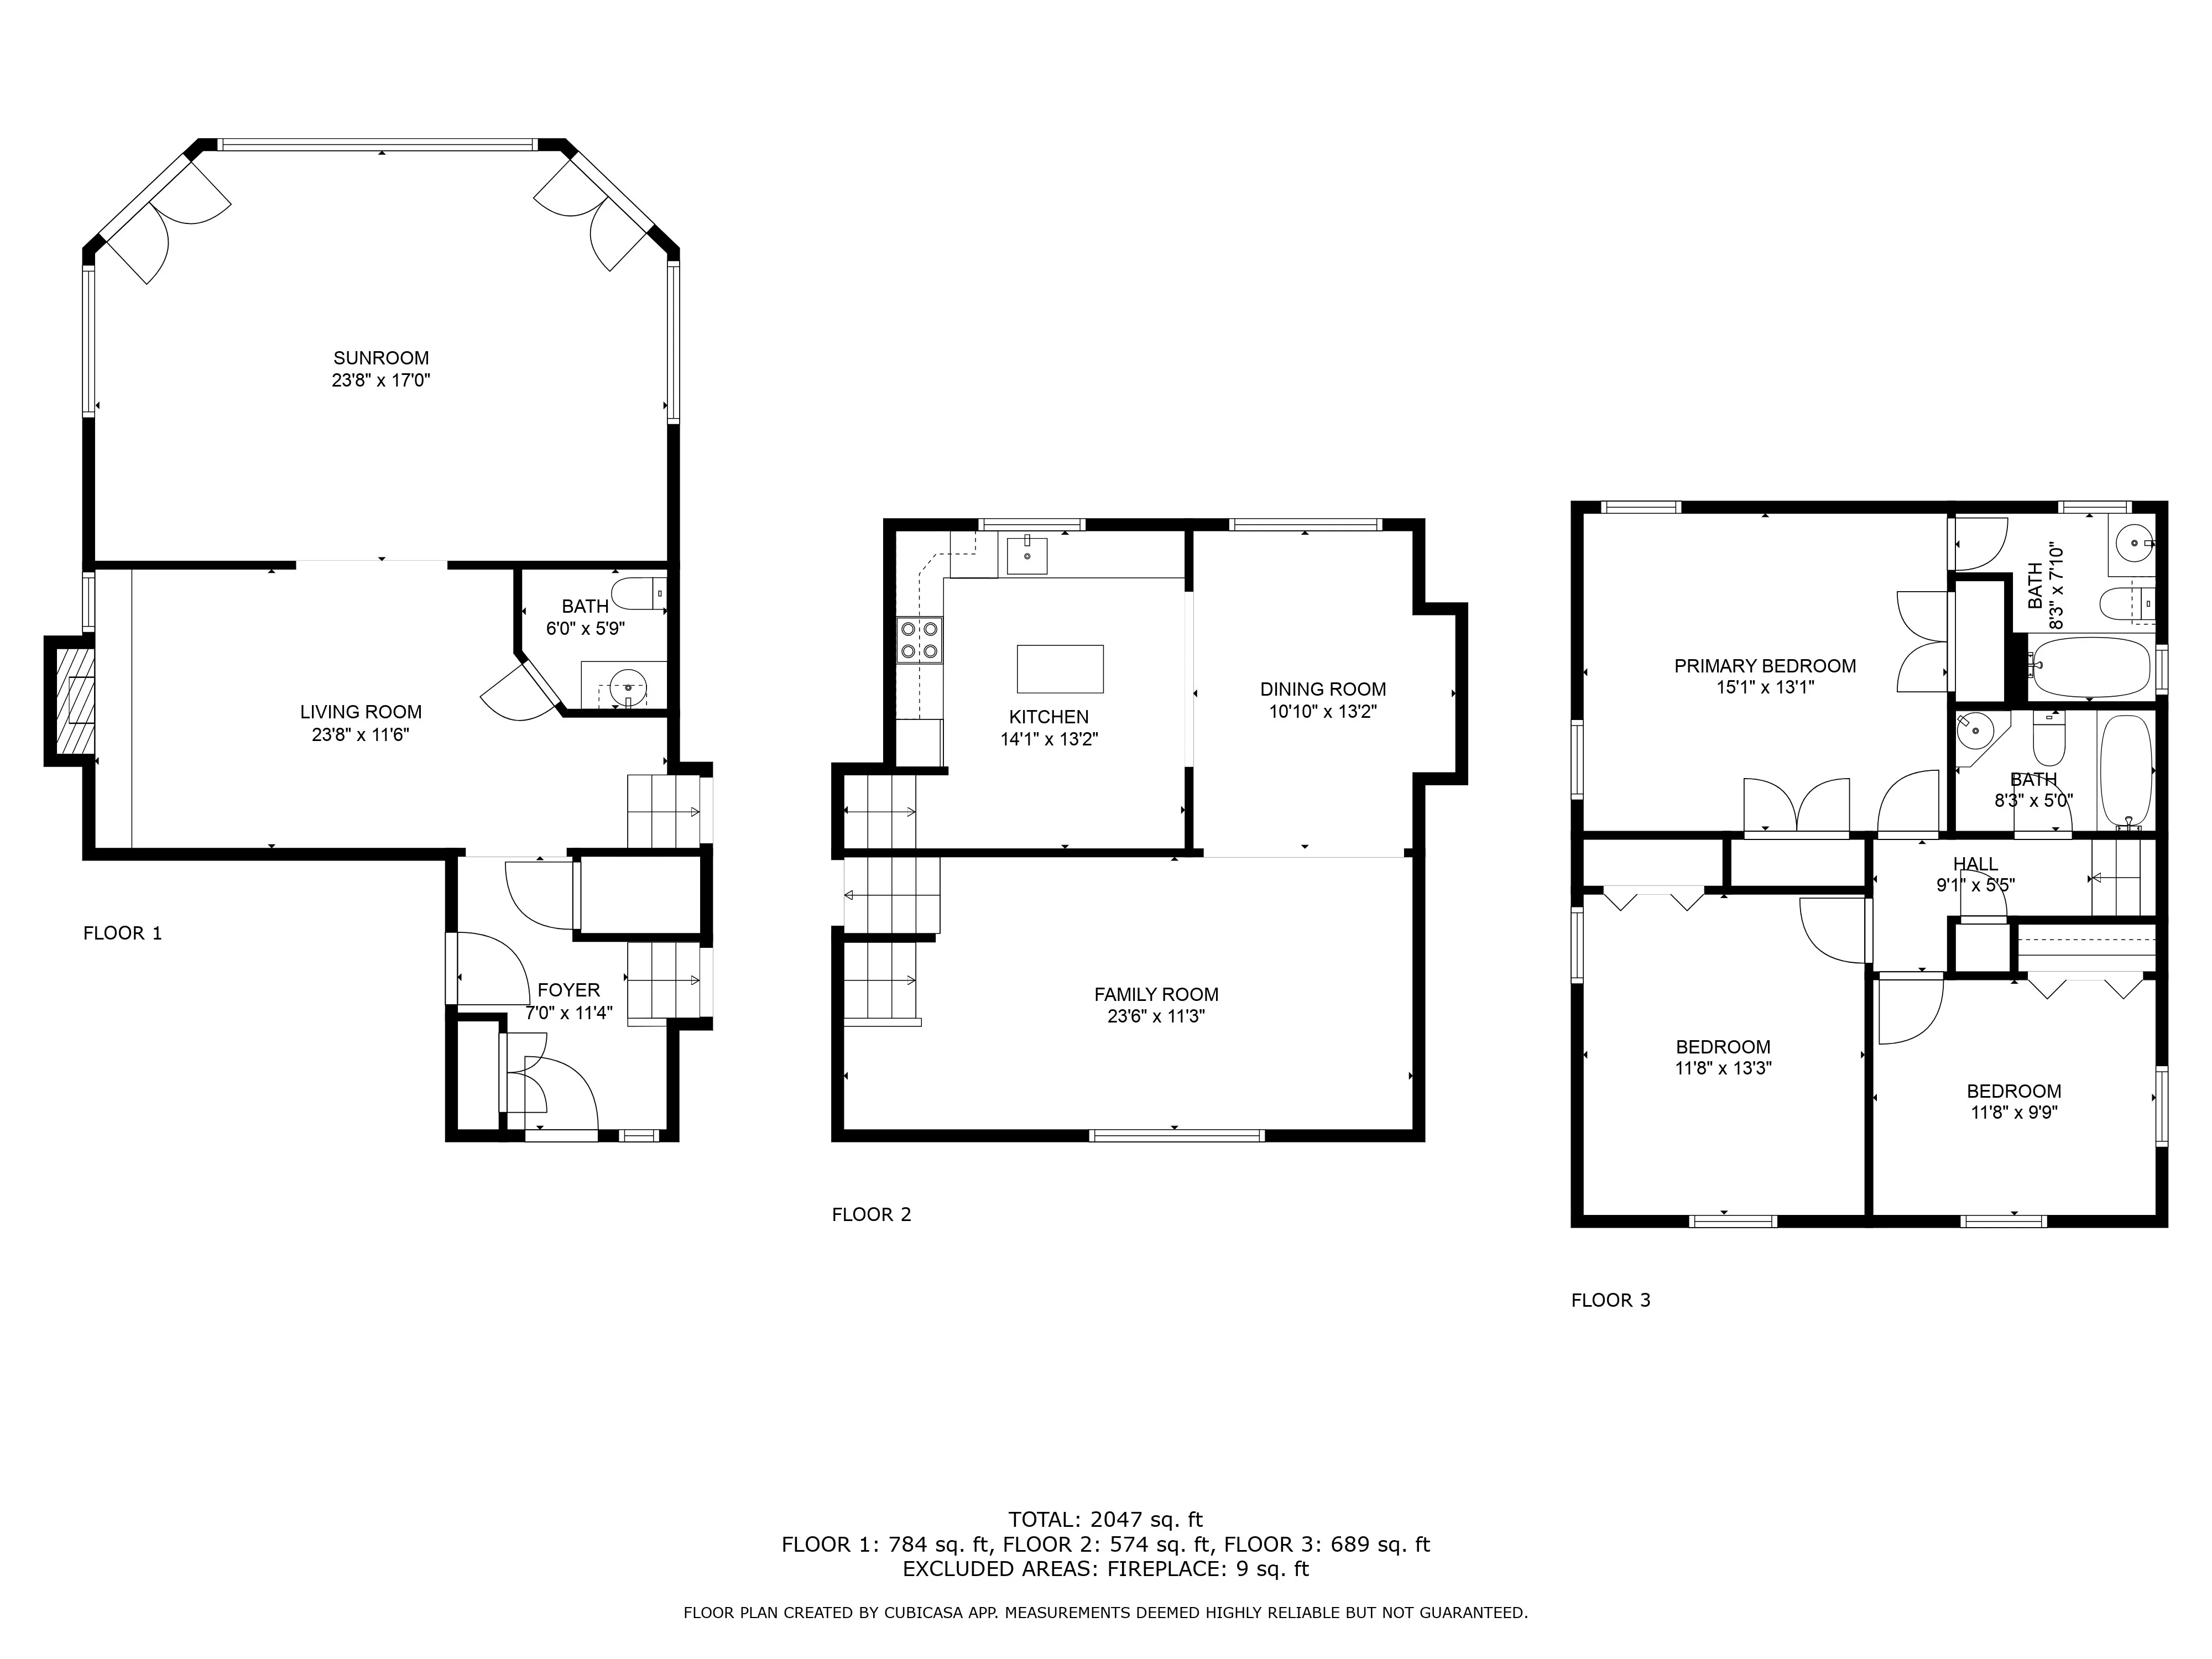 SUNROOM
23'8" x 17'0"
BATH
6'0" x 5'9"
LIVING ROOM
23'8" x 11'6"
FOYER
7'0" x 11'4"
FLOOR 1
KITCHEN
14'1" x 13'2"
DINING ROOM
10'10" x 13'2"
FAMILY ROOM
23'6" x 11'3"
FLOOR 2
PRIMARY BEDROOM
15'1" x 13'1"
BATH
8'3" x 7'10"
BATH
8'3" x 5'0"
HALL
9'1" x 5'5"
BEDROOM
11'8" x 13'3"
BEDROOM
11'8" x 9'9"
FLOOR 3
TOTAL: 2047 sq. ft
FLOOR 1: 784 sq. ft, FLOOR 2: 574 sq. ft, FLOOR 3: 689 sq. ft
EXCLUDED AREAS: FIREPLACE: 9 sq. ft
FLOOR PLAN CREATED BY CUBICASA APP. MEASUREMENTS DEEMED HIGHLY RELIABLE BUT NOT GUARANTEED.